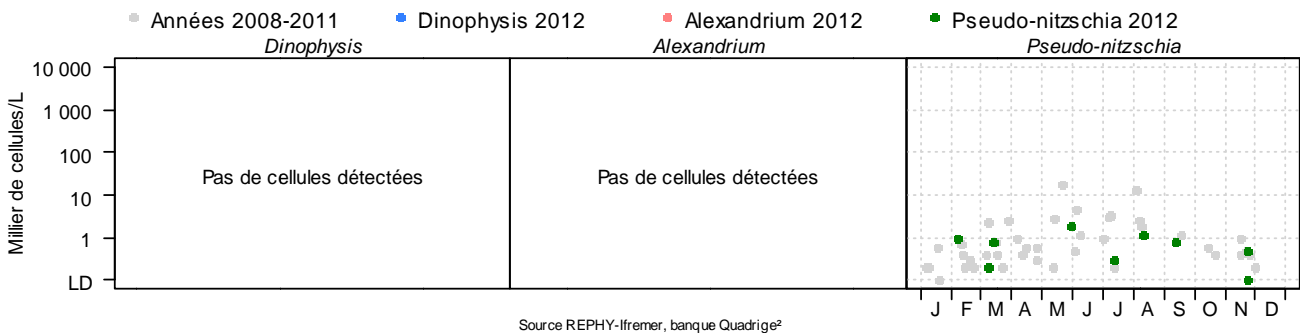 Années 2008-2011 Dinophysis 2012 Alexandrium 2012 Pseudo-nitzschia 2012
Dinophysis Alexandrium Pseudo-nitzschia
Millier de cellules/L
10 000
1 000
100
10
1
LD
Pas de cellules détectées Pas de cellules détectées
J F M A M J J A S O N D
Source REPHY-Ifremer, banque Quadrige²